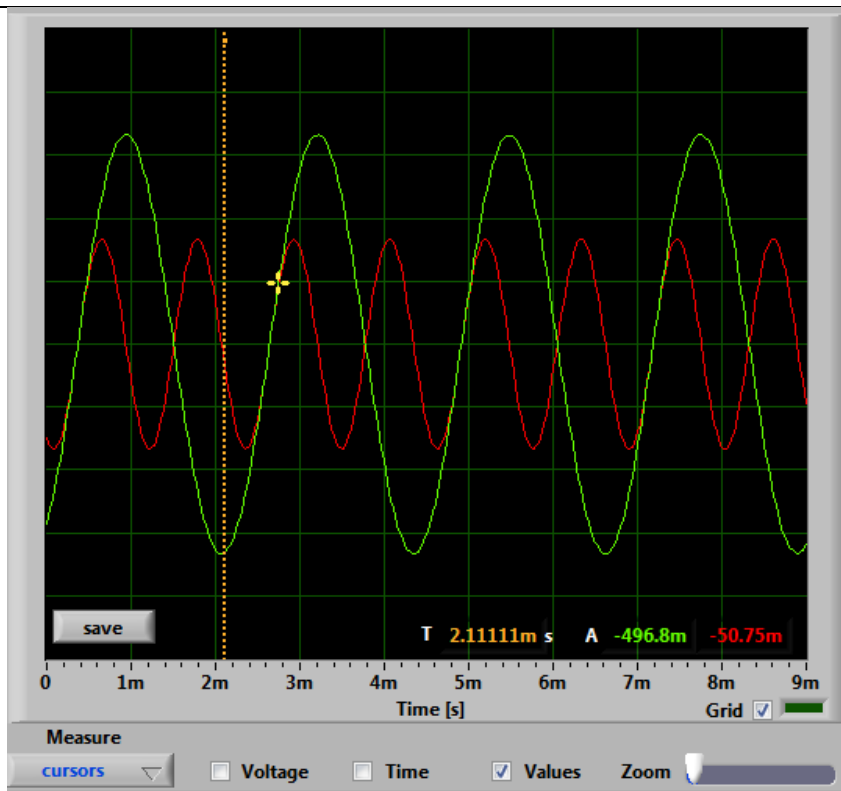 save
T 2.11111m s A -496.8m -50.75m
0 1m 2m 3m 4m 5m 6m 7m 8m 9m
Time [s]
Grid
Measure
cursors Voltage Time Values Zoom